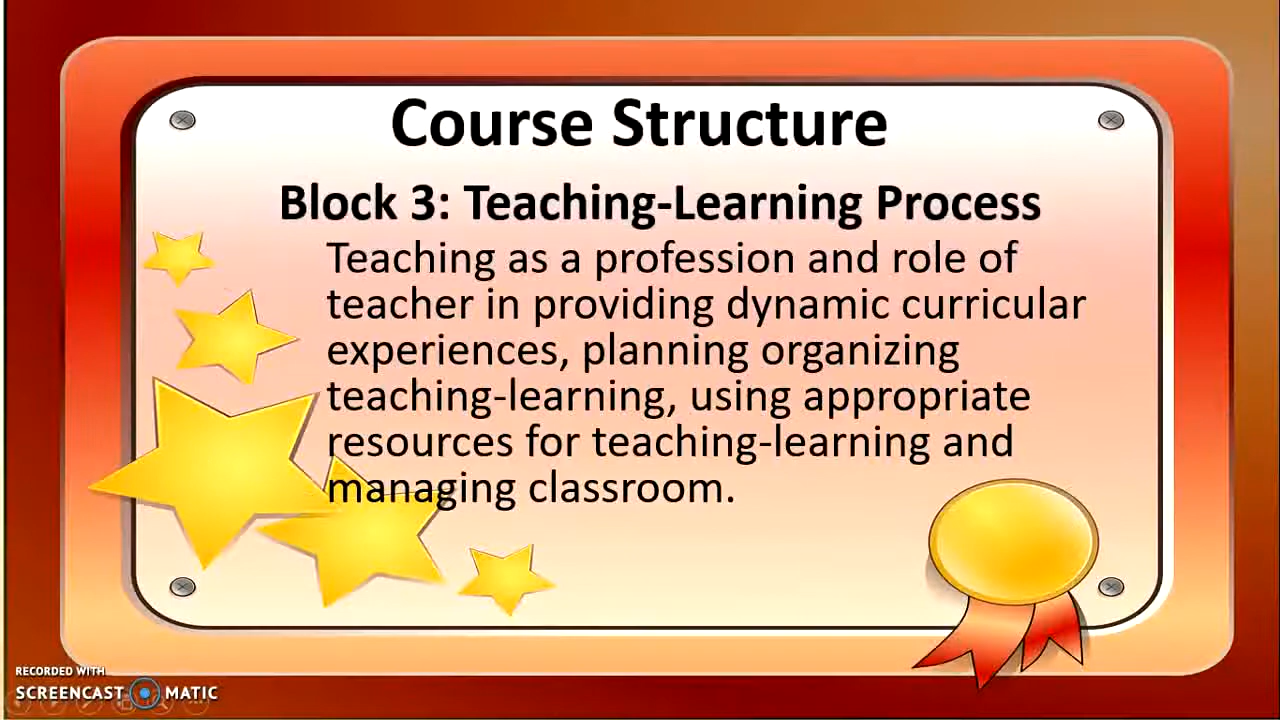 Course Structure
Block 3: Teaching-Learning Process
Teaching as a profession and role of
teacher in providing dynamic curricular
experiences, planning organizing
teaching-learning, using appropriate
resources for teaching-learning and
managing classroom.
RECORDED WITH
SCREENCAST MATIC